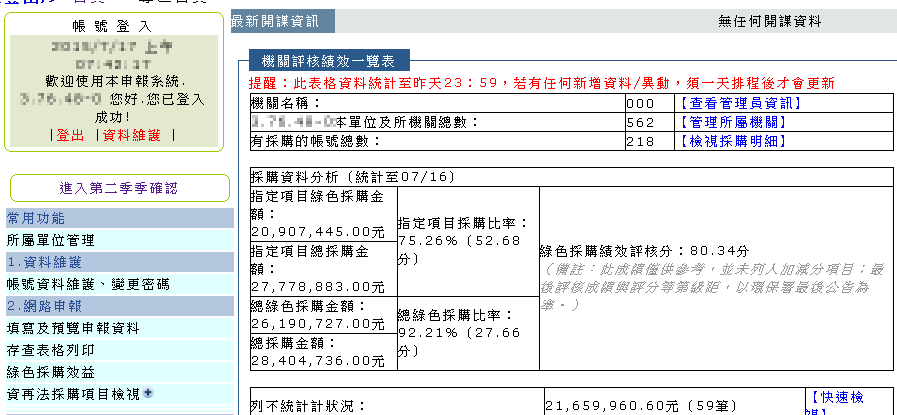 帳 號 登 入
歡迎使用本申報系統.
您好.您已登入
成功!
|登出 |資料維護 |
進入第二季季確認
常用功能
所屬單位管理
1.資料維護
帳號資料維護、變更密碼
2.網路申報
填寫及預覽申報資料
存查表格列印
綠色採購效益
資再法採購項目檢視
最新開課資訊
無任何開課資料
機關評核績效一覽表
提醒：此表格資料統計至昨天23：59，若有任何新增資料/異動，須一天排程後才會更新
機關名稱： 000 【查看管理員資訊】
本單位及所機關總數： 562 【管理所屬機關】
有採購的帳號總數： 218 【檢視採購明細】
採購資料分析（統計至07/16）
指定項目綠色採購金
額：
20,907,445.00元
指定項目總採購金
額：
27,778,883.00元
指定項目採購比率：
75.26%（52.68
分）
總綠色採購金額：
26,190,727.00元
總採購金額：
28,404,736.00元
總綠色採購比率：
92.21%（27.66
分）
綠色採購績效評核分：80.34分
（備註：此成績僅供參考，並未列入加減分項目；最
後評核成績與評分等第級距，以環保署最後公告為
準。）
列不統計計狀況： 21,659,960.60元（59筆） 【快速檢